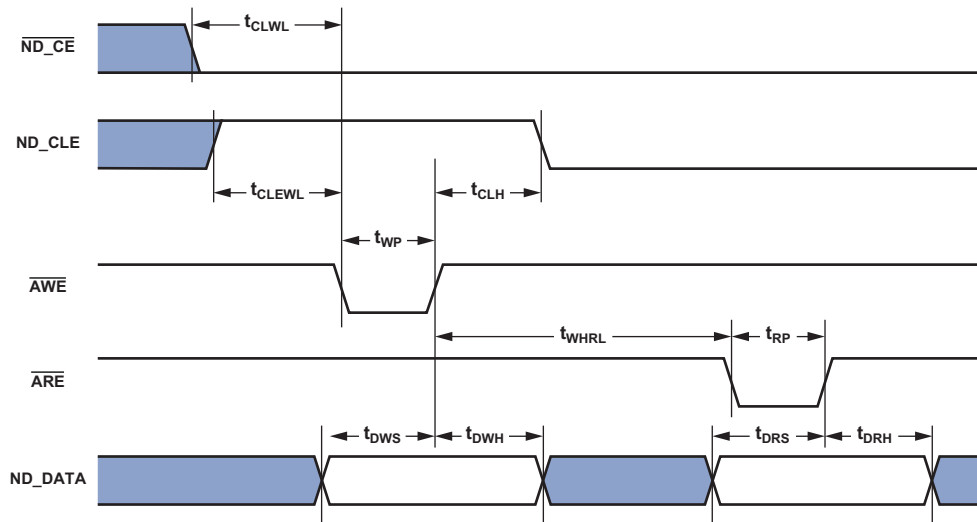 tCLWL
ND_CE
ND_CLE
tCLEWL
tCLH
tWP
AWE
tWHRL
tRP
ARE
tDWS
tDWH
tDRS
tDRH
ND_DATA